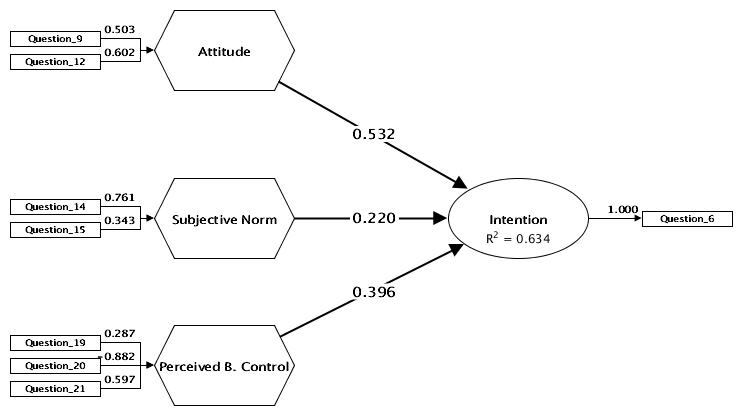 0.503
Question_9
0.602
Question_12
Attitude
0.532
0.761
Question_14
0.343
Question_15
Subjective Norm
0.220
Intention
R² = 0.634
1.000
Question_6
0.396
0.287
Question_19
-0.882
Question_20
0.597
Question_21
Perceived B. Control